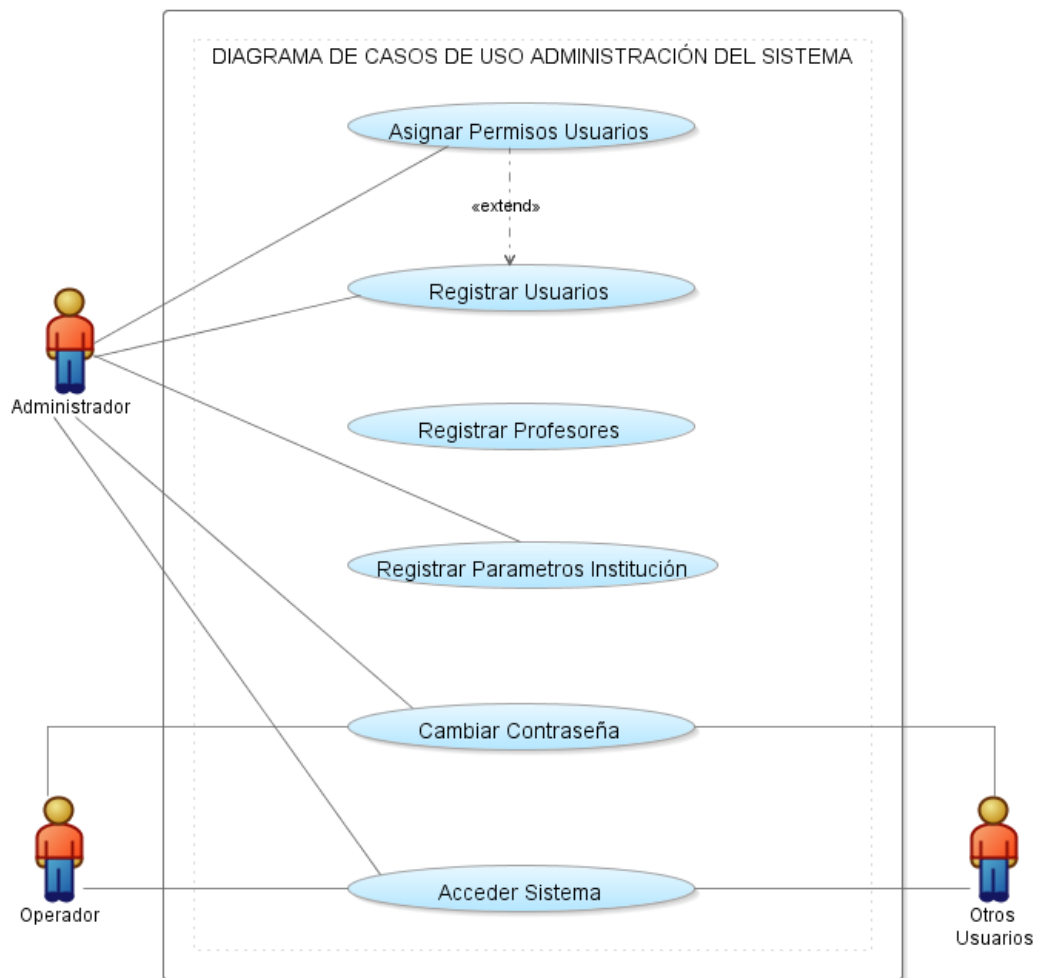 DIAGRAMA DE CASOS DE USO ADMINISTRACIÓN DEL SISTEMA
Asignar Permisos Usuarios
«extend»
Registrar Usuarios
Administrador
Registrar Profesores
Registrar Parametros Institución
Cambiar Contraseña
Acceder Sistema
Operador
Otros
Usuarios